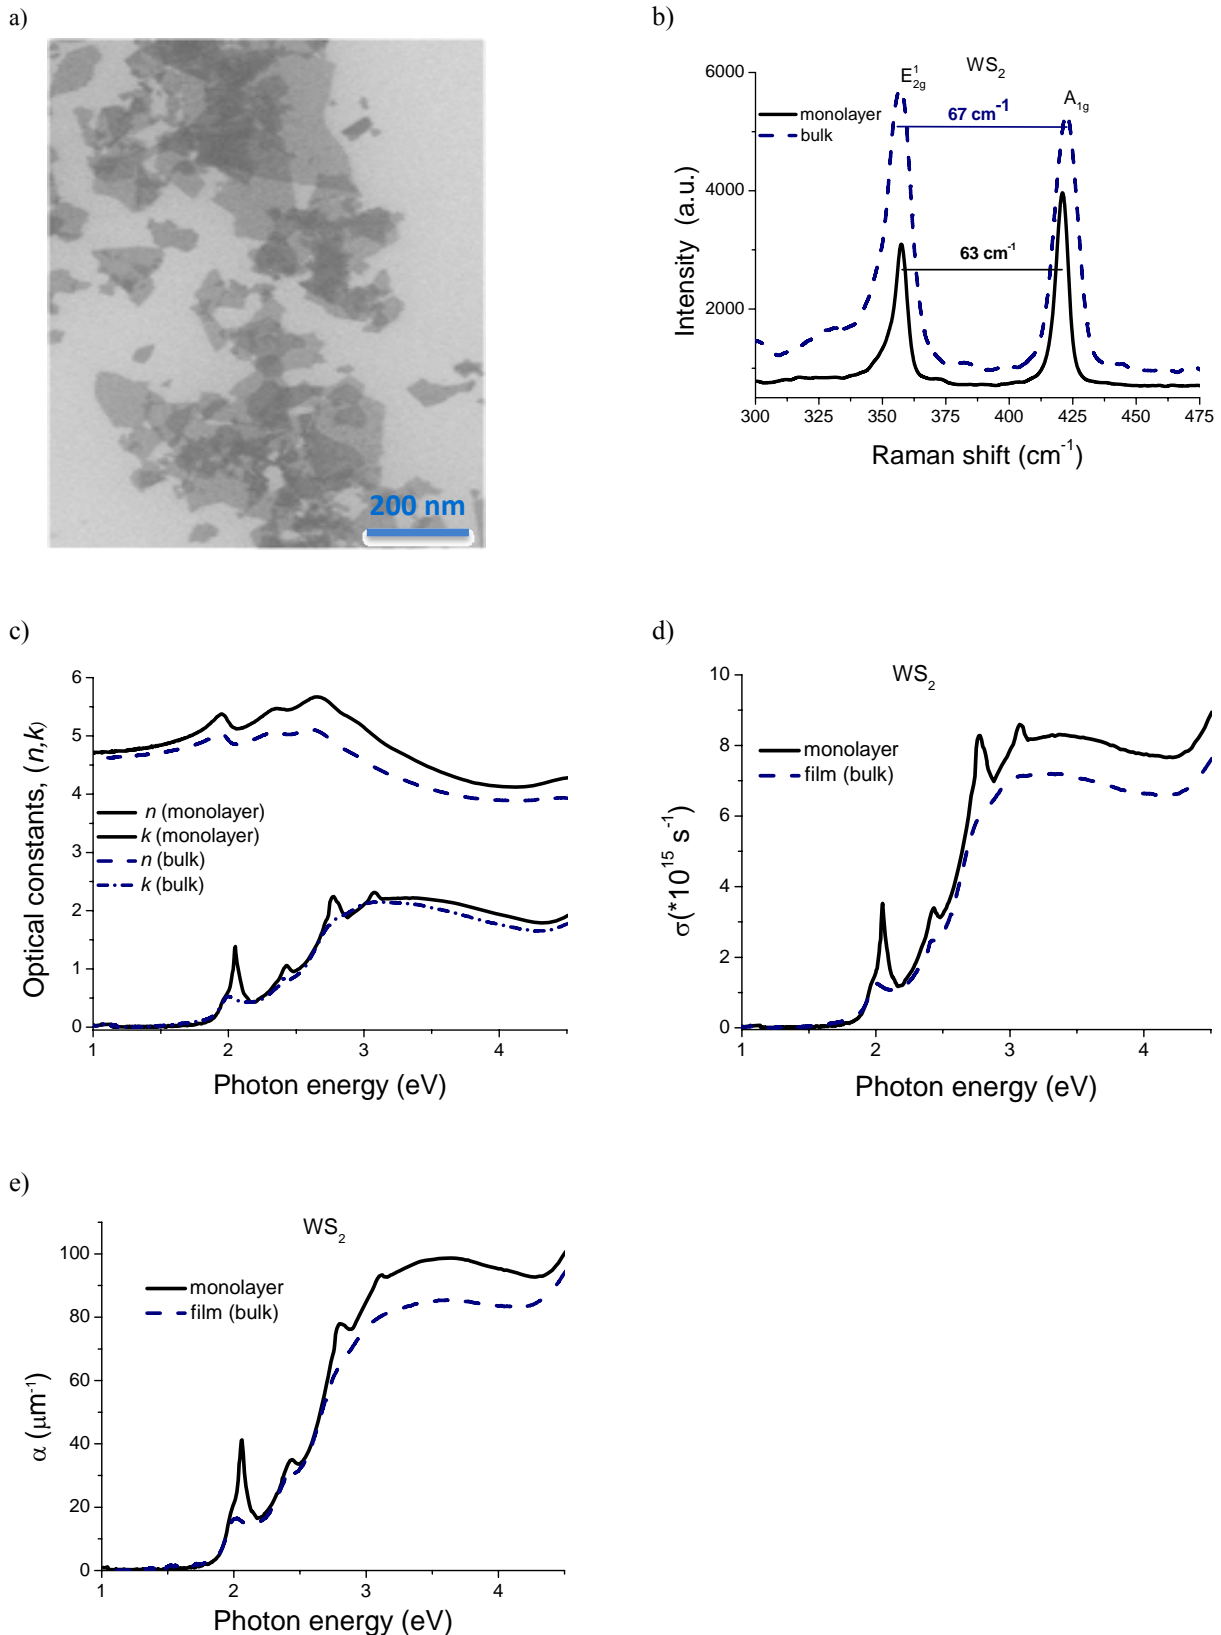 a)
200 nm
b)
WS2
E12g
A1g
monolayer
bulk
67 cm-1
63 cm-1
6000
4000
2000
Intensity (a.u.)
300 325 350 375 400 425 450 475
Raman shift (cm-1)
c)
6
5
4
3
2
1
0
Optical constants, (n,k)
n (monolayer)
k (monolayer)
n (bulk)
k (bulk)
1 2 3 4
Photon energy (eV)
d)
WS2
monolayer
film (bulk)
10
8
6
4
2
0
σ(*1015 s-1)
1 2 3 4
Photon energy (eV)
e)
WS2
monolayer
film (bulk)
100
80
60
40
20
0
α (μm-1)
1 2 3 4
Photon energy (eV)